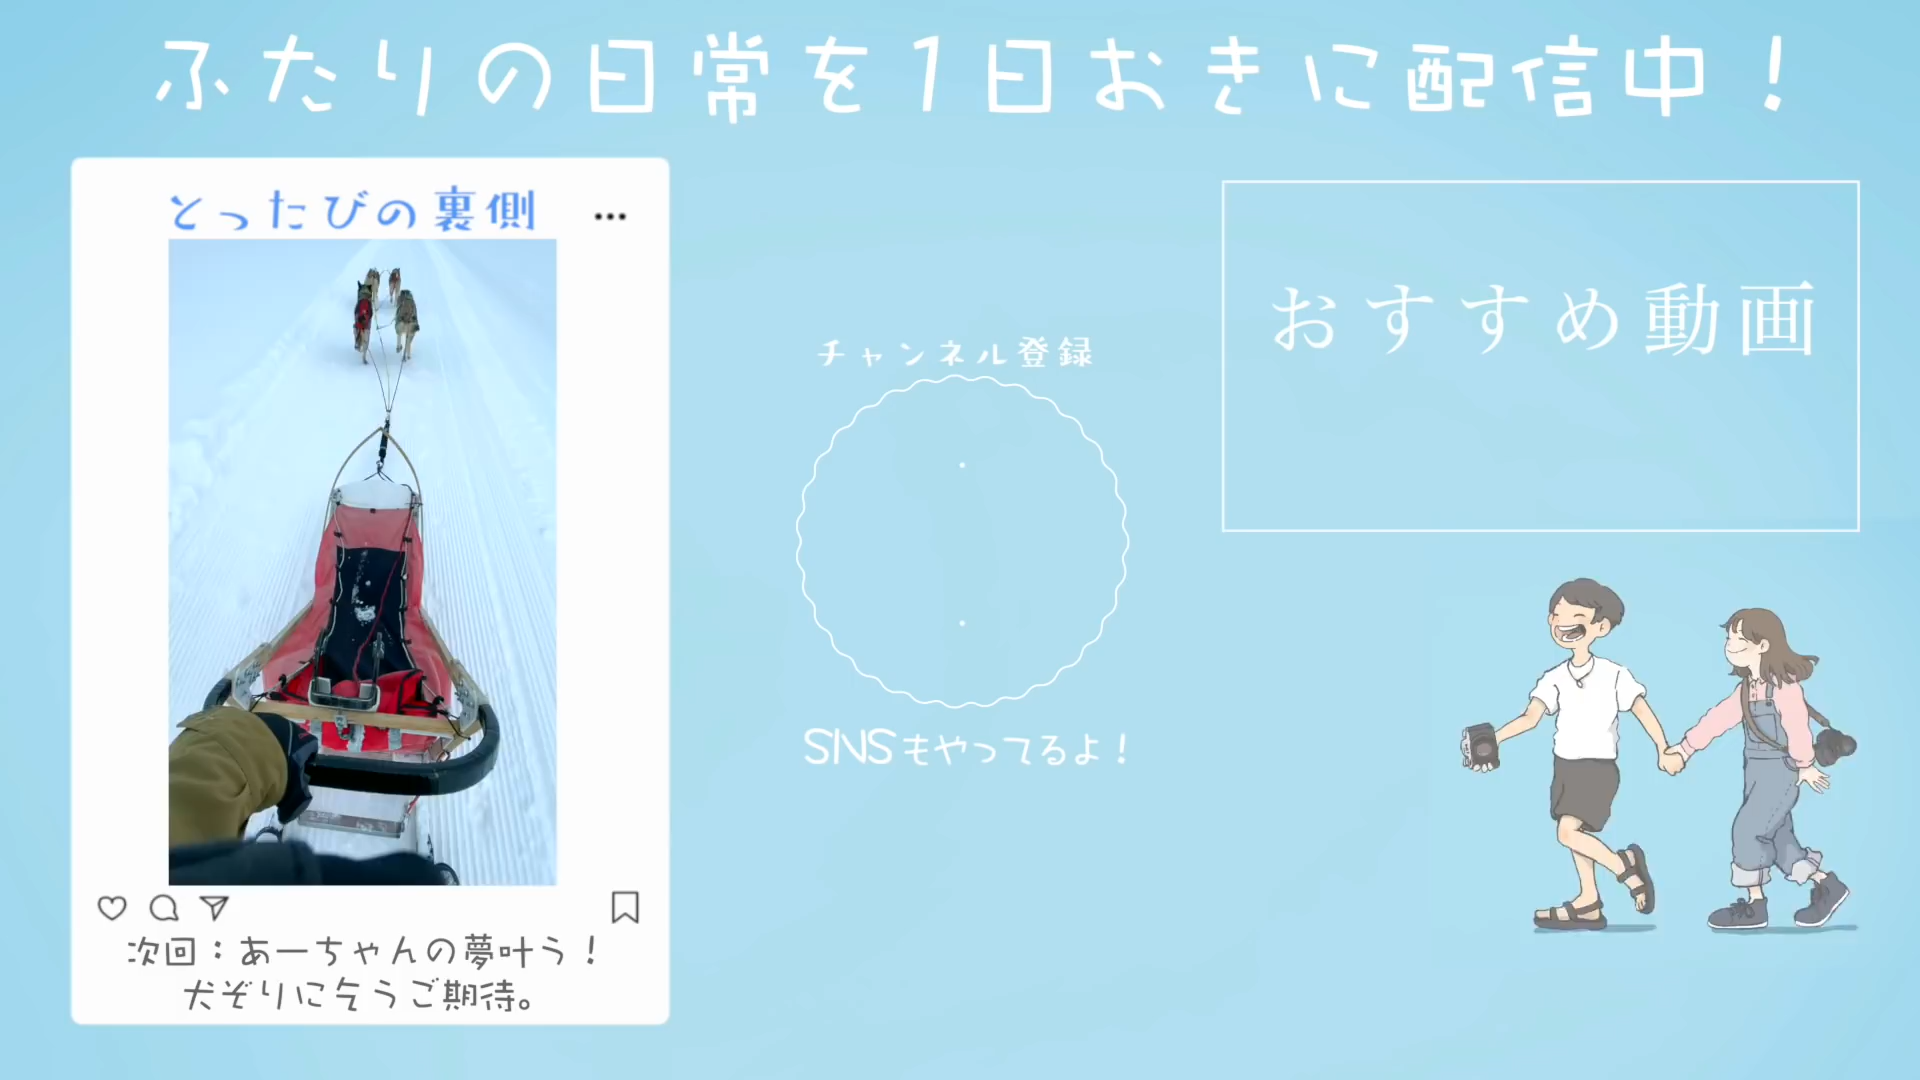 ふたりの日常を1日おきに配信中！
とったびの裏側
次回：あーちゃんの夢叶う！
犬ぞりに乞うご期待。
チャンネル登録
SNSもやってるよ！
おすすめ動画